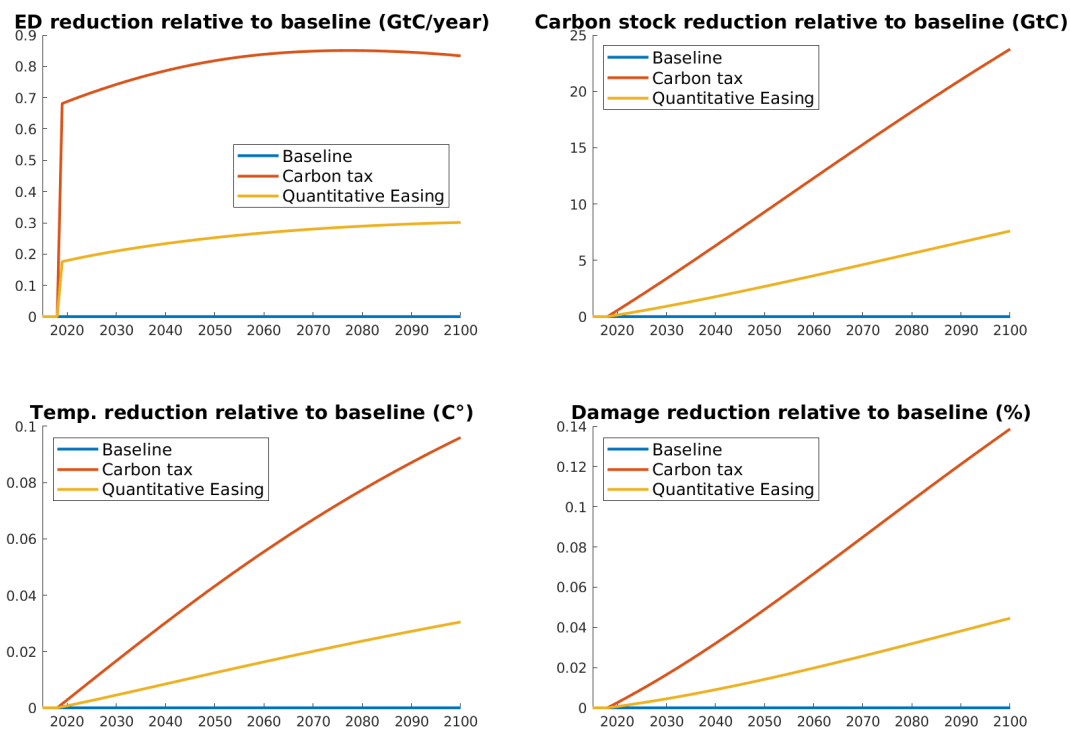 ED reduction relative to baseline (GtC/year)
0.9
0.8
0.7
0.6
0.5
0.4
0.3
0.2
0.1
0
Baseline
Carbon tax
Quantitative Easing
2020 2030 2040 2050 2060 2070 2080 2090 2100
Carbon stock reduction relative to baseline (GtC)
25
20
15
10
5
0
Baseline
Carbon tax
Quantitative Easing
2020 2030 2040 2050 2060 2070 2080 2090 2100
Temp. reduction relative to baseline (C°)
0.1
0.08
0.06
0.04
0.02
0
Baseline
Carbon tax
Quantitative Easing
2020 2030 2040 2050 2060 2070 2080 2090 2100
Damage reduction relative to baseline (%)
0.14
0.12
0.1
0.08
0.06
0.04
0.02
0
Baseline
Carbon tax
Quantitative Easing
2020 2030 2040 2050 2060 2070 2080 2090 2100